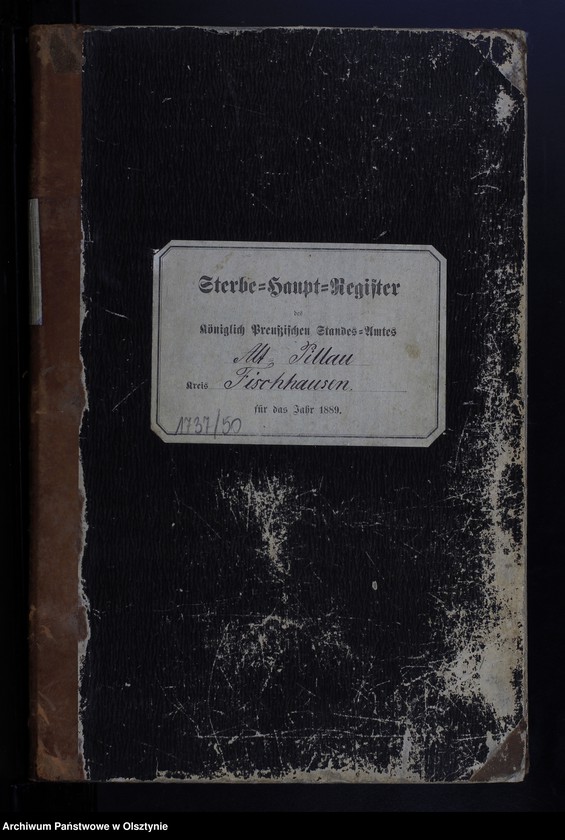 Sterbe=Haupt=Register
des
Königlich Preußischen Standes=Amtes
Alt Pillau
Kreis Fischhausen.
für das Jahr 1889.
1737/50
Archiwum Państwowe w Olsztynie